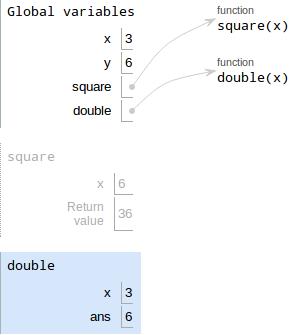 Global variables
x 3
y 6
square
double
function
square(x)
function
double(x)
square
x 6
Return
value 36
double
x 3
ans 6